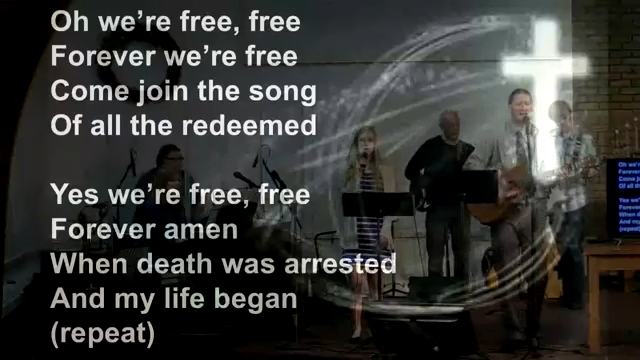 Oh we're free, free
Forever we're free
Come join the song
Of all the redeemed
Yes we're free, free
Forever amen
When death was arrested
And my life began
(repeat)